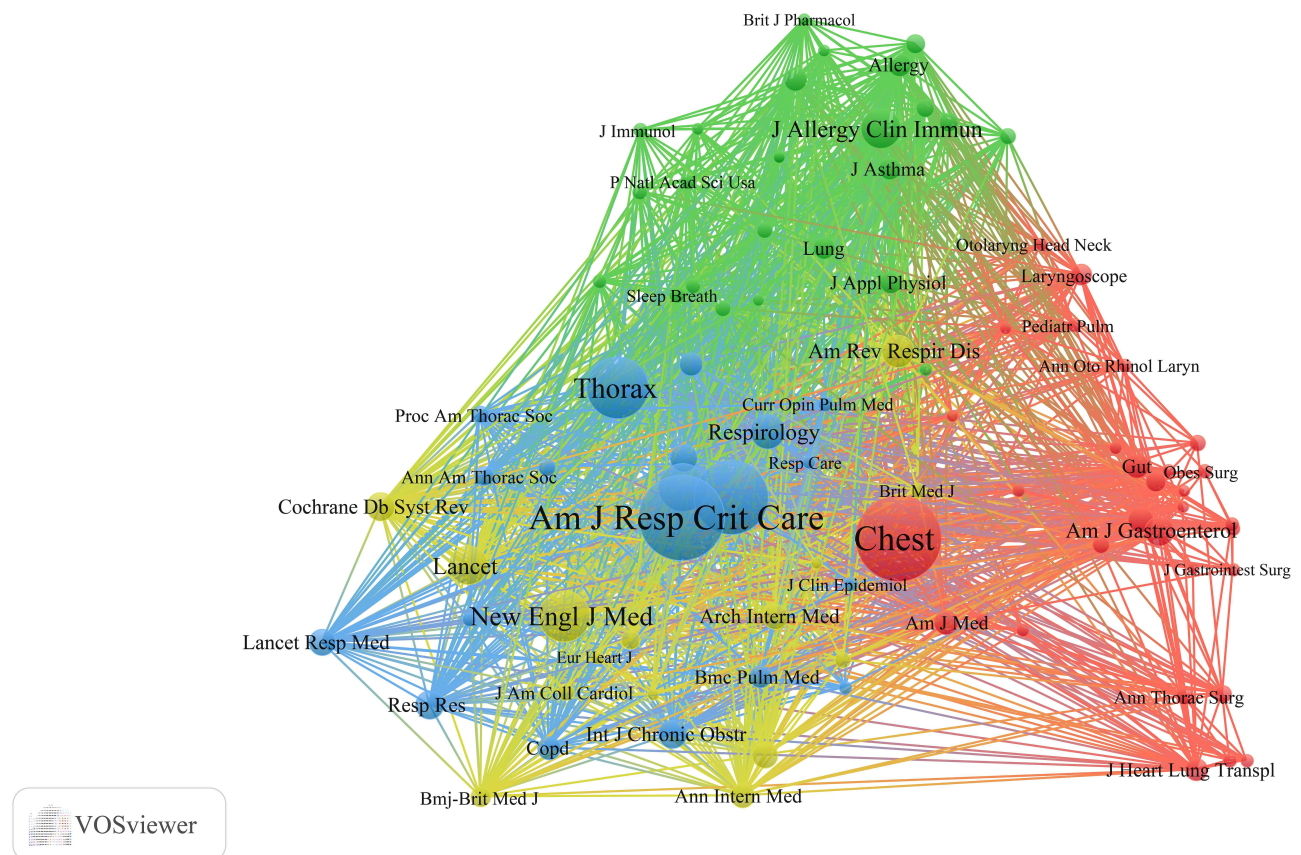 Brit J Pharmacol
Allergy
J Immunol
J Allergy Clin Immun
J Asthma
P Natl Acad Sci Usa
Otolaryng Head Neck
Lung
Laryngoscope
J Appl Physiol
Sleep Breath
Pediatr Pulm
Am Rev Respir Dis
Ann Oto Rhinol Laryn
Thorax
Curr Opin Pulm Med
Proc Am Thorac Soc
Respirology
Resp Care
Gut
Obes Surg
Ann Am Thorac Soc
Brit Med J
Cochrane Db Syst Rev
Am J Resp Crit Care
Chest
Am J Gastroenterol
Lancet
J Gastrointest Surg
J Clin Epidemiol
New Engl J Med
Arch Intern Med
Am J Med
Lancet Resp Med
Eur Heart J
Bmc Pulm Med
J Am Coll Cardiol
Ann Thorac Surg
Resp Res
Int J Chronic Obstr
Copd
J Heart Lung Transpl
Bmj-Brit Med J
Ann Intern Med
VOSviewer